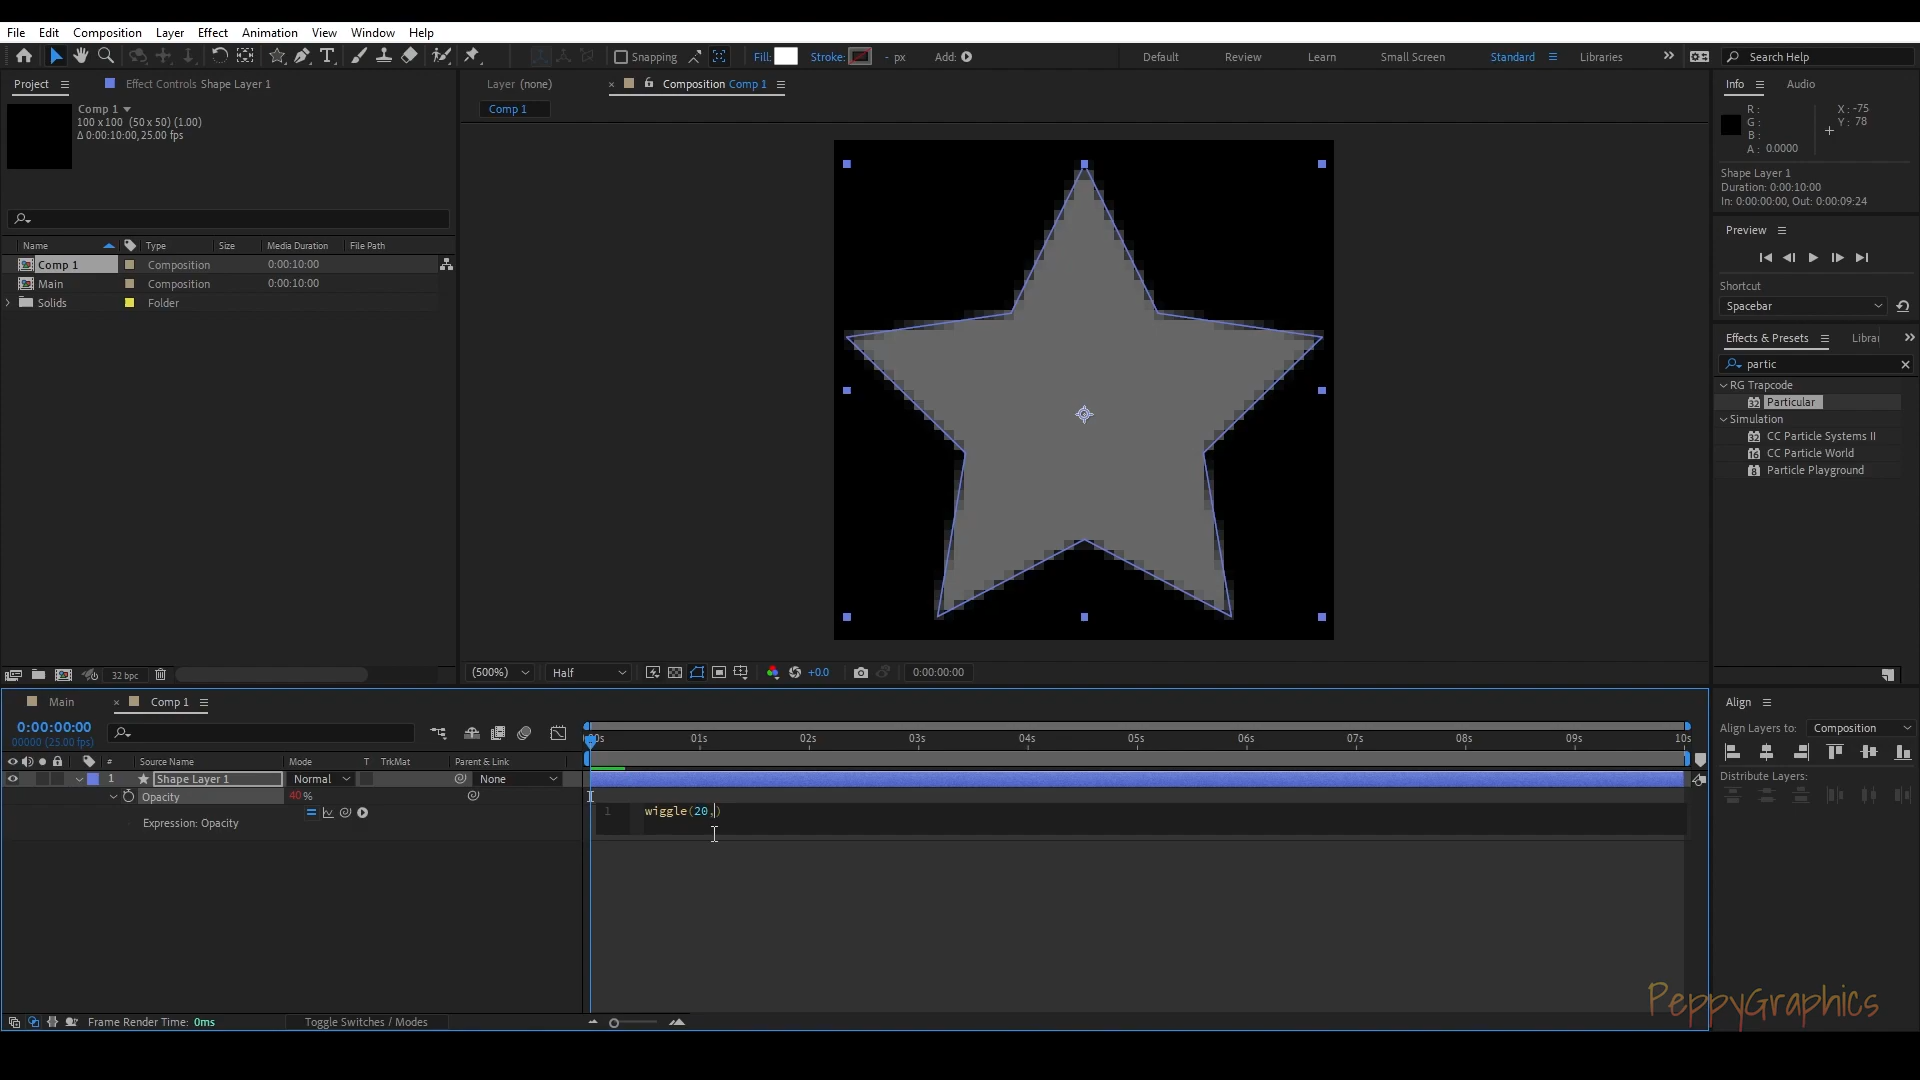 File Edit Composition Layer Effect Animation View Window Help
Snapping Fill: Stroke: - px Add: Default Review Learn Small Screen Standard Libraries Search Help
Project Effect Controls Shape Layer 1
Comp 1
100 x 100 (50 x 50) (1.00)
Δ 0:00:10:00, 25.00 fps
Layer (none) Composition Comp 1
Comp 1
Info Audio
R :
G :
B :
A : 0.0000
X : -75
Y : 78
Shape Layer 1
Duration: 0:00:10:00
In: 0:00:00:00, Out: 0:00:09:24
Preview
Shortcut
Spacebar
Effects & Presets
partic
RG Trapcode
32 Particular
Simulation
32 CC Particle Systems II
16 CC Particle World
8 Particle Playground
Name Type Size Media Duration File Path
Comp 1 Composition 0:00:10:00
Main Composition 0:00:10:00
Solids Folder
32 bpc
(500%) Half +0.0 0:00:00:00
Main Comp 1
0:00:00:00
00000 (25.00 fps)
01s 02s 03s 04s 05s 06s 07s 08s 09s 10s
# Source Name Mode T TrkMat Parent & Link
1 Shape Layer 1 Normal None
Opacity 40 %
Expression: Opacity
1 wiggle(20,)
Frame Render Time: 0ms Toggle Switches / Modes
Align
Align Layers to: Composition
Distribute Layers:
PeppyGraphics